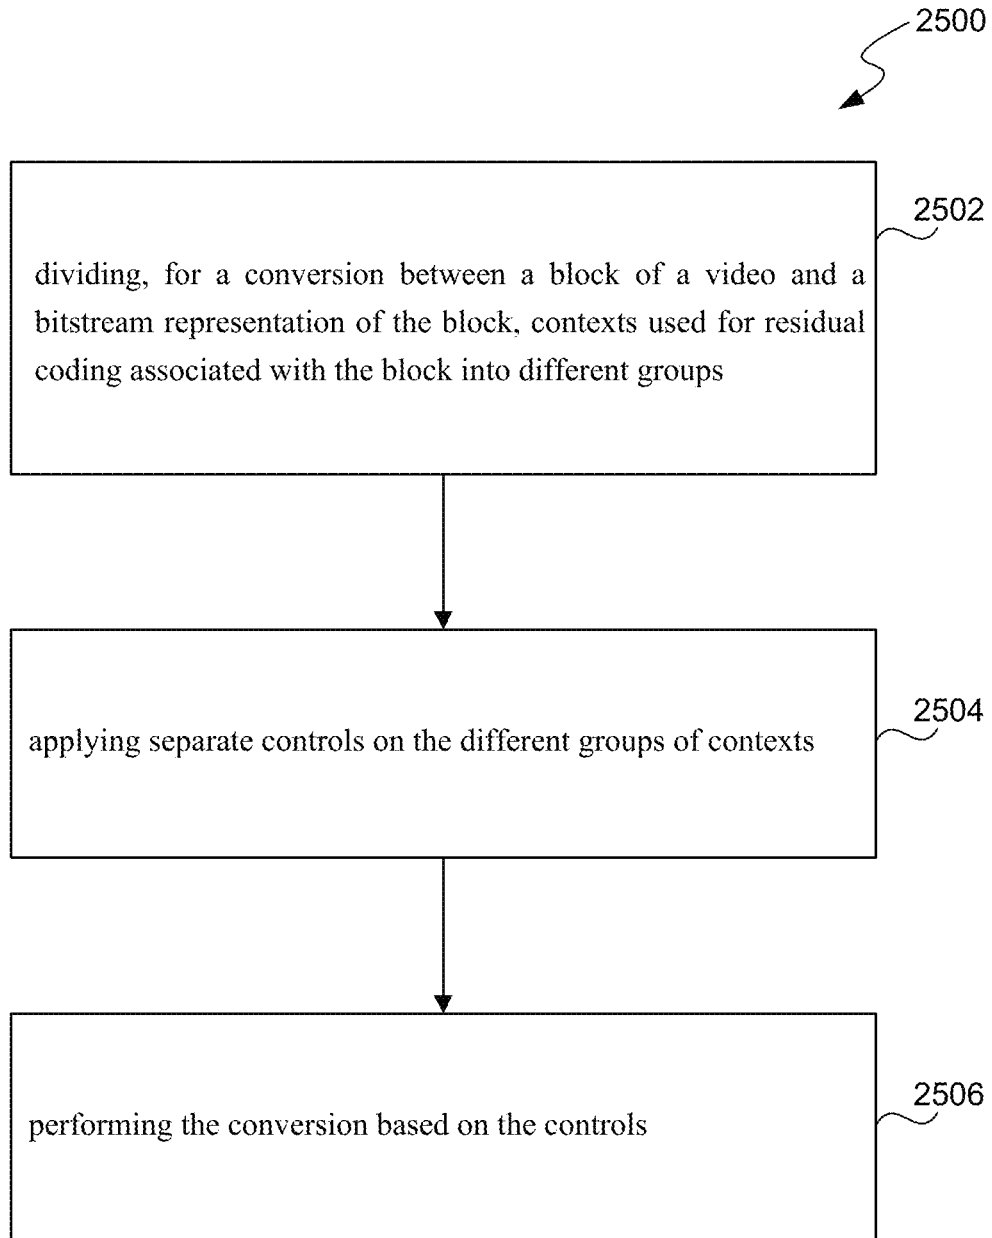 2500
2502
dividing, for a conversion between a block of a video and a
bitstream representation of the block, contexts used for residual
coding associated with the block into different groups
2504
applying separate controls on the different groups of contexts
2506
performing the conversion based on the controls